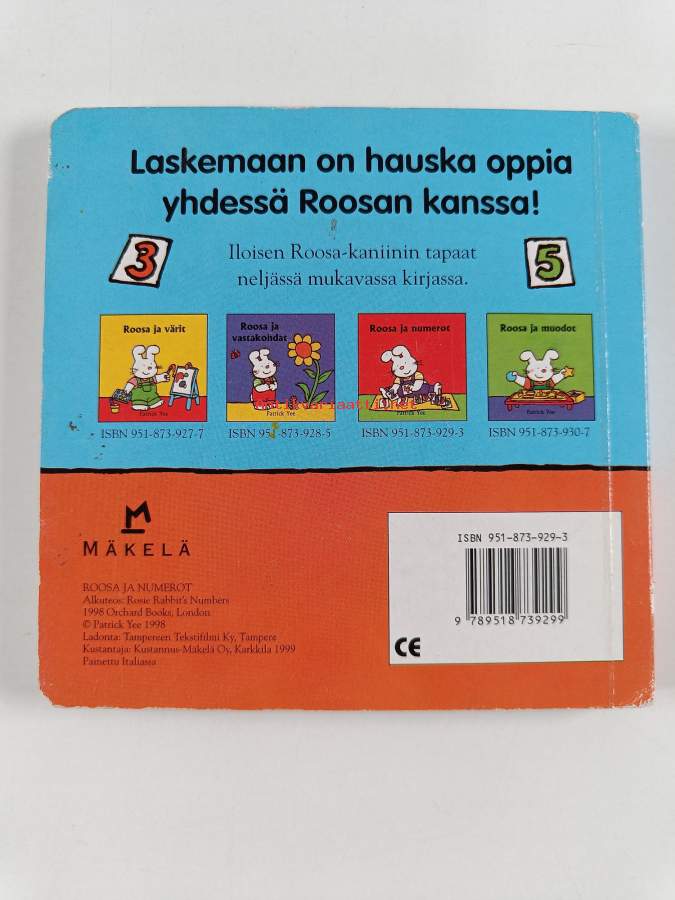 Laskemaan on hauska oppia
yhdessä Roosan kanssa!
3
Iloisen Roosa-kaniinin tapaat
neljässä mukavassa kirjassa.
5
Roosa ja värit
Patrick Yee
ISBN 951-873-927-7
Roosa ja
vastakohdat
Patrick Yee
ISBN 951-873-928-5
Roosa ja numerot
Patrick Yee
ISBN 951-873-929-3
Roosa ja muodot
Patrick Yee
ISBN 951-873-930-7
antikvariaatti.net
M
MÄKELÄ
ROOSA JA NUMEROT
Alkuteos: Rosie Rabbit's Numbers
1998 Orchard Books, London
© Patrick Yee 1998
Ladonta: Tampereen Tekstifilmi Ky, Tampere
Kustantaja: Kustannus-Mäkelä Oy, Karkkila 1999
Painettu Italiassa
ISBN 951-873-929-3
9 789518 739299
CE